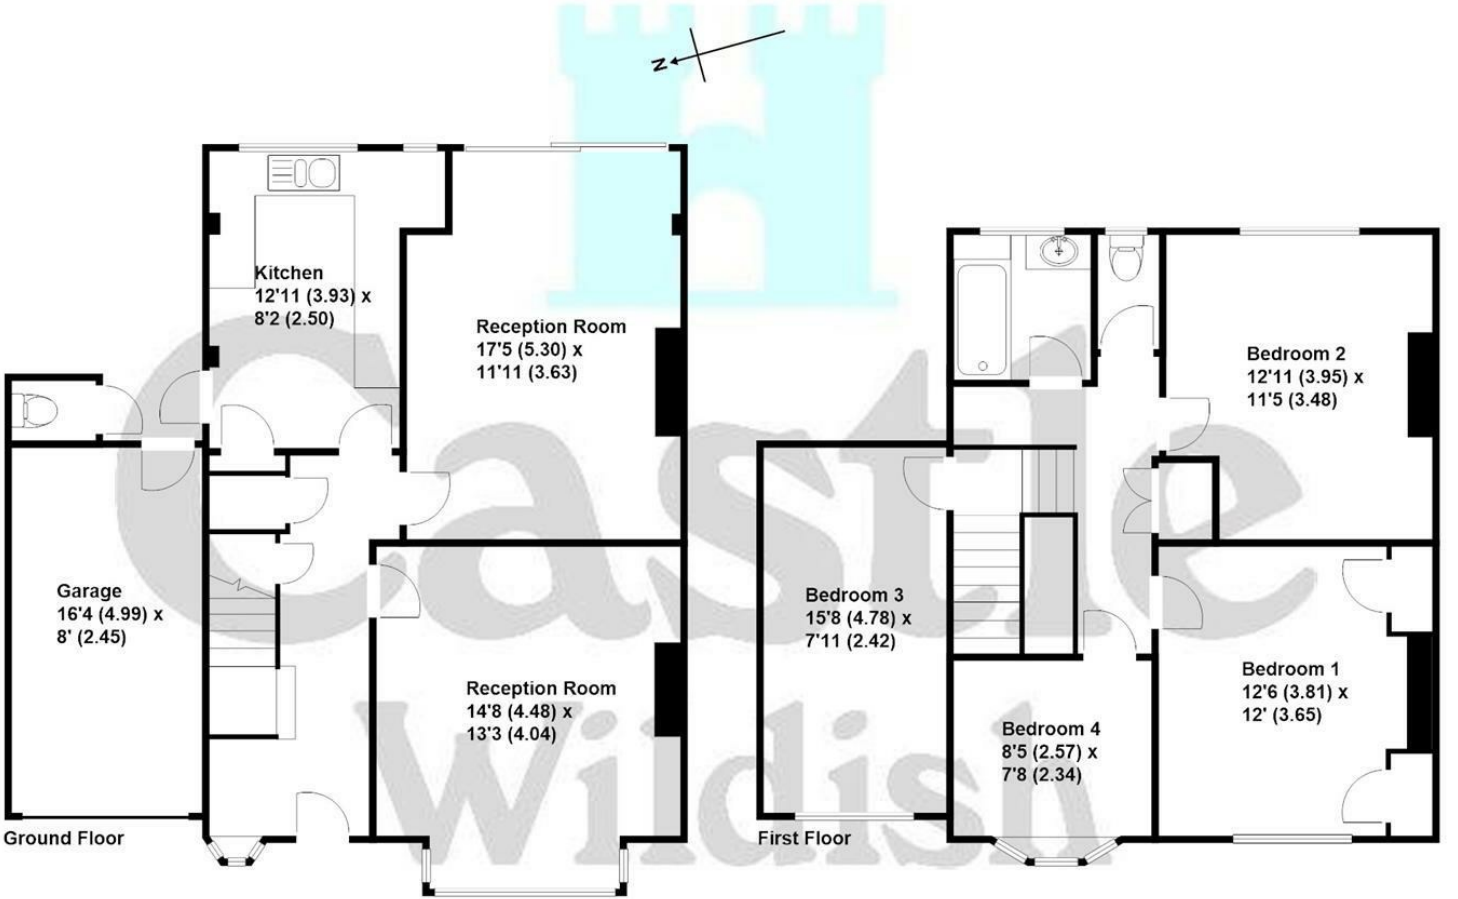 N
Kitchen
12'11 (3.93) x
8'2 (2.50)
Reception Room
17'5 (5.30) x
11'11 (3.63)
Garage
16'4 (4.99) x
8' (2.45)
Reception Room
14'8 (4.48) x
13'3 (4.04)
Ground Floor
Bedroom 2
12'11 (3.95) x
11'5 (3.48)
Bedroom 3
15'8 (4.78) x
7'11 (2.42)
Bedroom 1
12'6 (3.81) x
12' (3.65)
Bedroom 4
8'5 (2.57) x
7'8 (2.34)
First Floor
Castle
Wildish